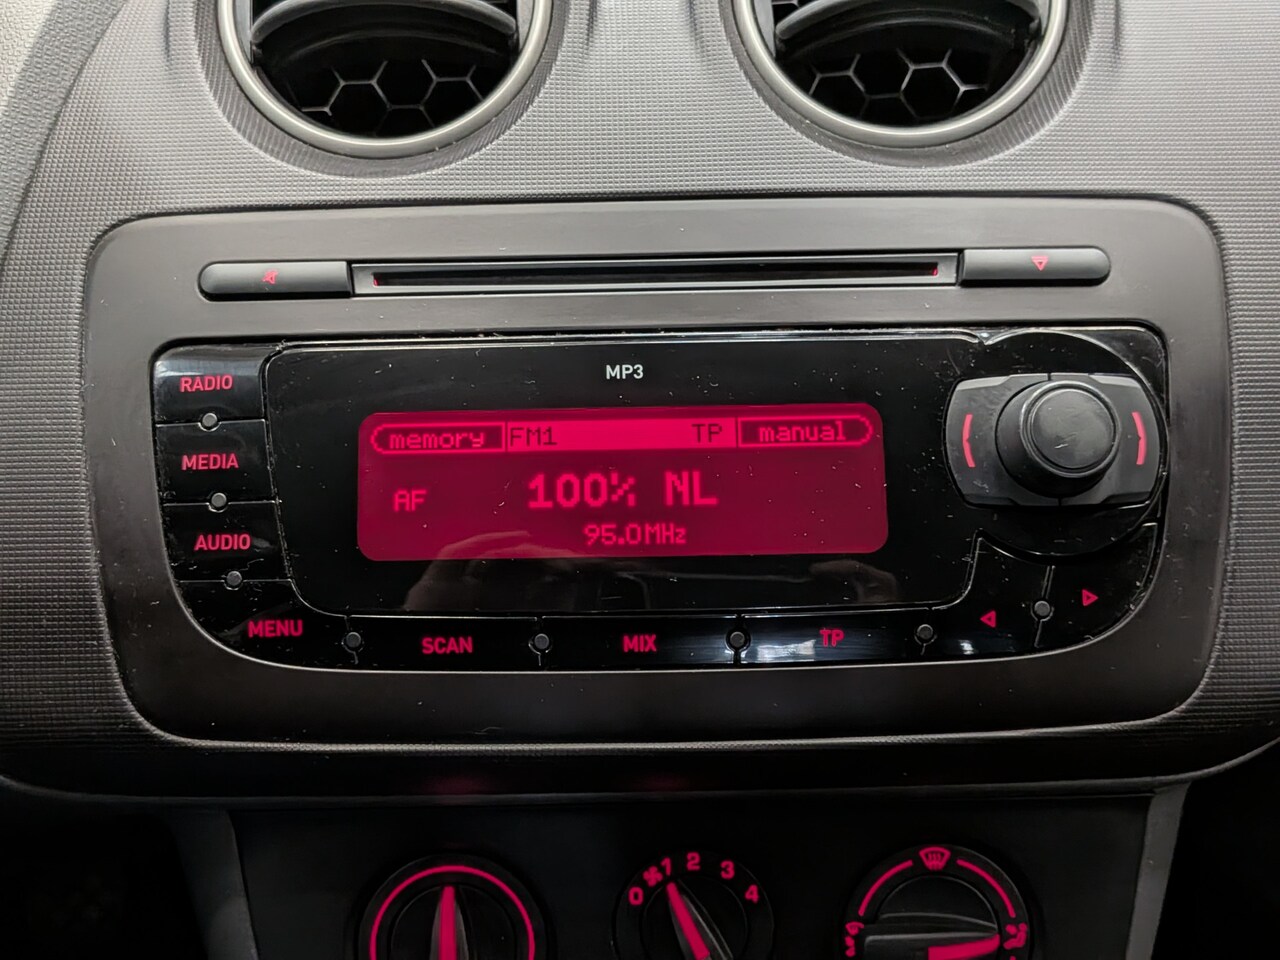 MP3
RADIO
MEDIA
AUDIO
MENU
memory FM1 TP manual
AF 100% NL
95.0MHz
SCAN MIX TP
0 1 2 3 4